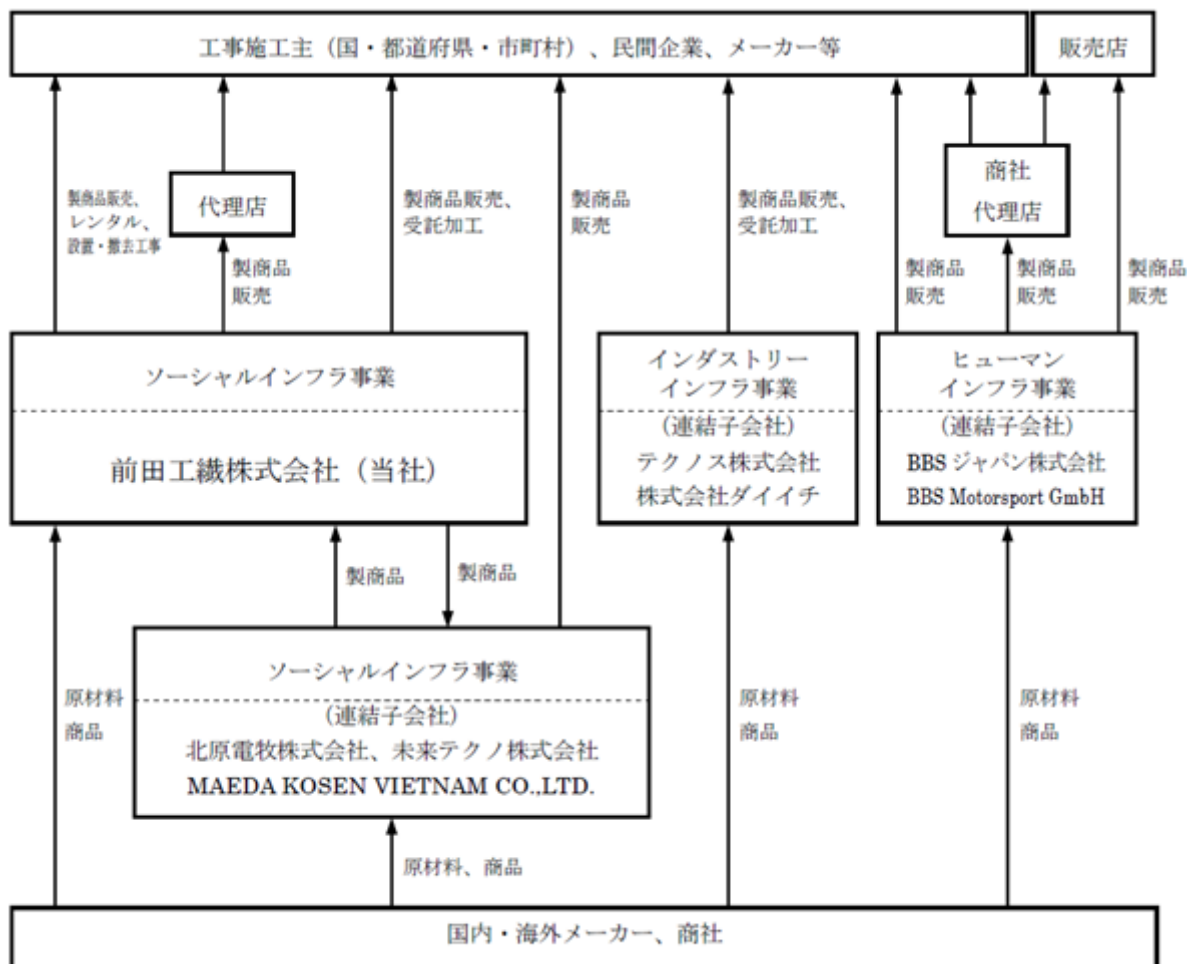 工事施工主（国・都道府県・市町村）、民間企業、メーカー等
販売店
製商品販売、
レンタル、
設置・撤去工事
代理店
製商品
販売
製商品販売、
受託加工
製商品
販売
製商品販売、
受託加工
商社
代理店
製商品
販売
製商品
販売
製商品
販売
ソーシャルインフラ事業
前田工繊株式会社（当社）
インダストリー
インフラ事業
（連結子会社）
テクノス株式会社
株式会社ダイイチ
ヒューマン
インフラ事業
（連結子会社）
BBS ジャパン株式会社
BBS Motorsport GmbH
製商品
製商品
ソーシャルインフラ事業
（連結子会社）
北原電牧株式会社、未来テクノ株式会社
MAEDA KOSEN VIETNAM CO.,LTD.
原材料
商品
原材料、商品
原材料
商品
原材料
商品
国内・海外メーカー、商社